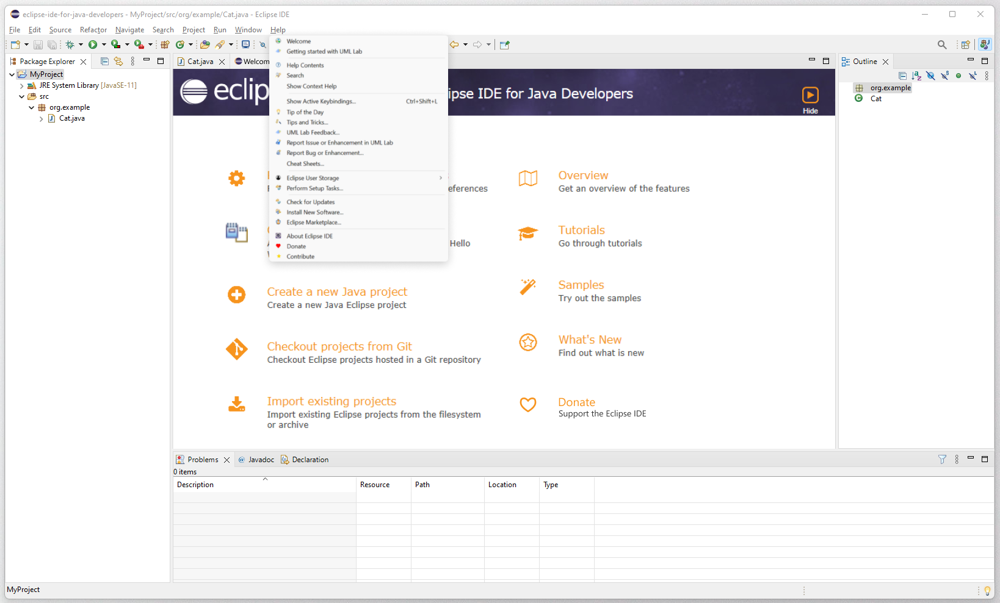 eclipse-ide-for-java-developers - MyProject/src/org/example/Cat.java - Eclipse IDE
File Edit Source Refactor Navigate Search Project Run Window Help
Package Explorer
MyProject
JRE System Library [JavaSE-11]
src
org.example
Cat.java
Cat.java Welcom
eclip
ipse IDE for Java Developers
Hide
Welcome
Getting started with UML Lab
Help Contents
Search
Show Context Help
Show Active Keybindings... Ctrl+Shift+L
Tip of the Day
Tips and Tricks...
UML Lab Feedback...
Report Issue or Enhancement in UML Lab
Report Bug or Enhancement...
Cheat Sheets...
Eclipse User Storage
Perform Setup Tasks...
Check for Updates
Install New Software...
Eclipse Marketplace...
About Eclipse IDE
Donate
Contribute
eferences
Hello
Create a new Java project
Create a new Java Eclipse project
Checkout projects from Git
Checkout Eclipse projects hosted in a Git repository
Import existing projects
Import existing Eclipse projects from the filesystem
or archive
Overview
Get an overview of the features
Tutorials
Go through tutorials
Samples
Try out the samples
What's New
Find out what is new
Donate
Support the Eclipse IDE
Outline
org.example
Cat
Problems @ Javadoc Declaration
0 items
Description Resource Path Location Type
MyProject